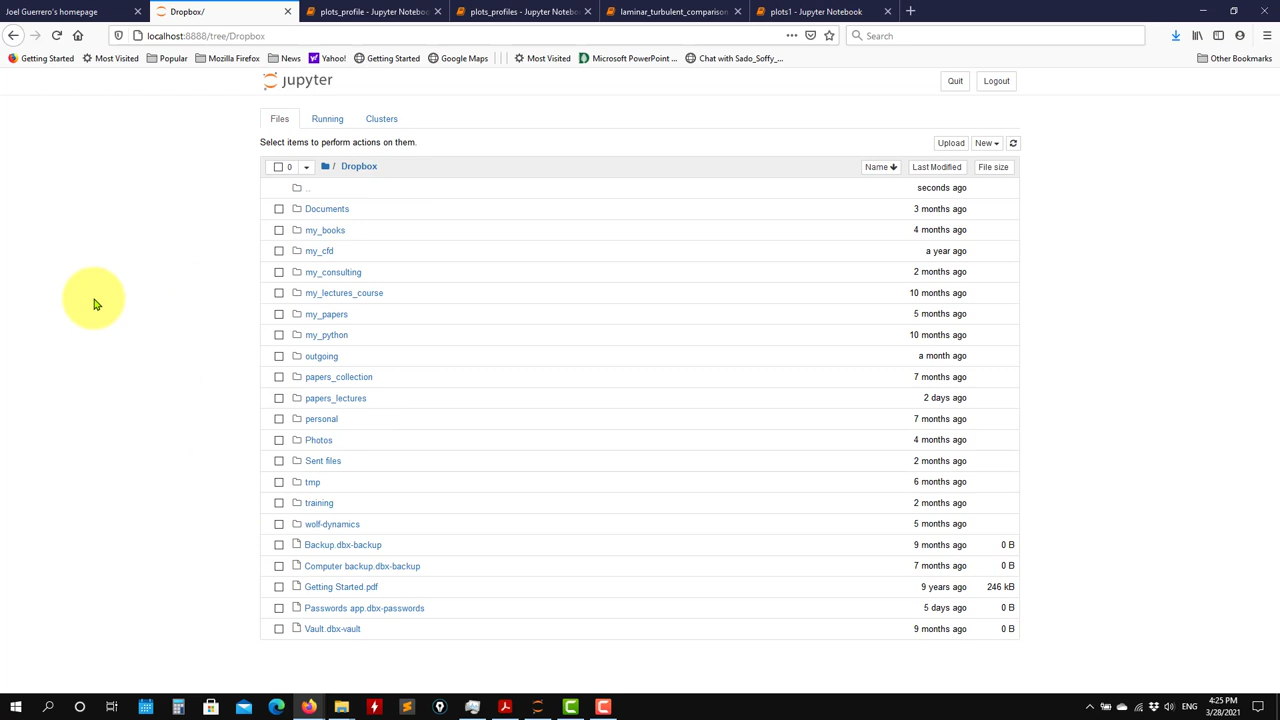 Joel Guerrero's homepage
Dropbox/
plots_profile - Jupyter Notebook
plots_profiles - Jupyter Notebook
laminar_turbulent_comparison
plots1 - Jupyter Notebook
localhost:8888/tree/Dropbox
Search
Getting Started
Most Visited
Popular
Mozilla Firefox
News
Yahoo!
Getting Started
Google Maps
Most Visited
Microsoft PowerPoint ...
Chat with Sado_Soffy_...
Other Bookmarks
jupyter
Quit
Logout
Files
Running
Clusters
Select items to perform actions on them.
Upload
New
0
/
Dropbox
Name
Last Modified
File size
..
seconds ago
Documents
3 months ago
my_books
4 months ago
my_cfd
a year ago
my_consulting
2 months ago
my_lectures_course
10 months ago
my_papers
5 months ago
my_python
10 months ago
outgoing
a month ago
papers_collection
7 months ago
papers_lectures
2 days ago
personal
7 months ago
Photos
4 months ago
Sent files
2 months ago
tmp
6 months ago
training
2 months ago
wolf-dynamics
5 months ago
Backup.dbx-backup
9 months ago
0 B
Computer backup.dbx-backup
7 months ago
0 B
Getting Started.pdf
9 years ago
246 kB
Passwords app.dbx-passwords
5 days ago
0 B
Vault.dbx-vault
9 months ago
0 B
ENG
4:25 PM
3/28/2021